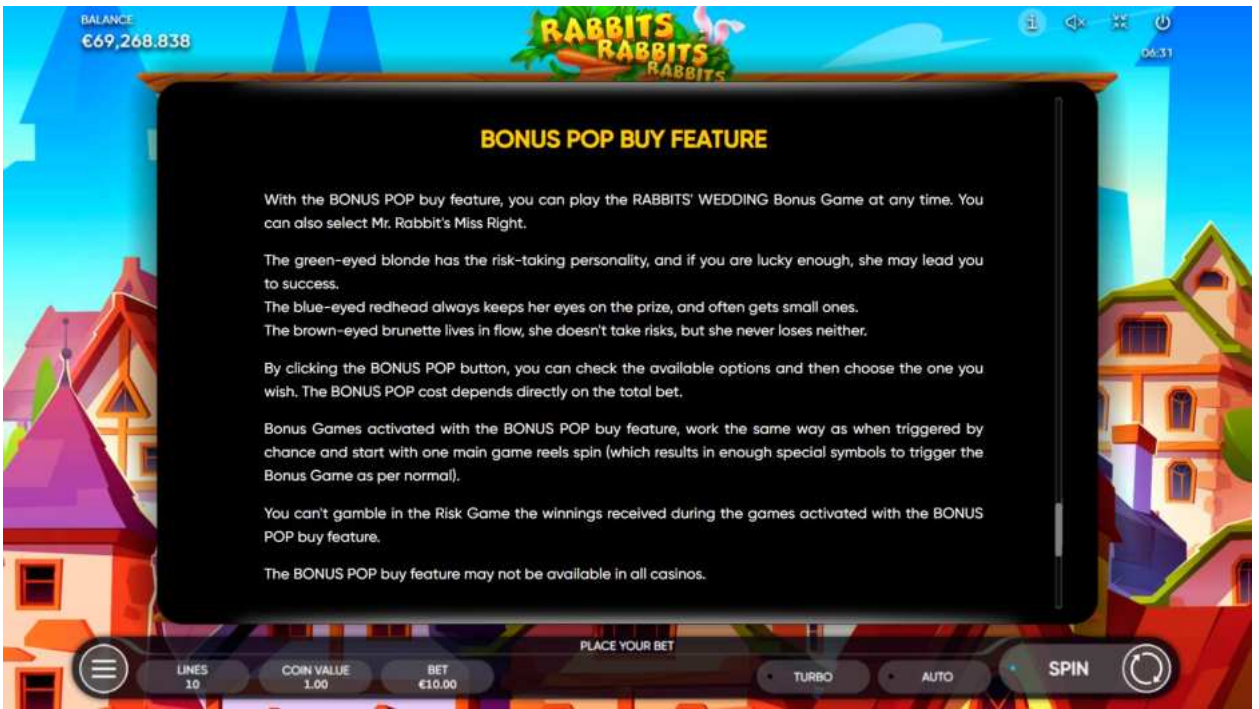 BALANCE
€69,268.838
RABBITS
RABBITS
RABBITS
06:31
BONUS POP BUY FEATURE
With the BONUS POP buy feature, you can play the RABBITS' WEDDING Bonus Game at any time. You
can also select Mr. Rabbit's Miss Right.
The green-eyed blonde has the risk-taking personality, and if you are lucky enough, she may lead you
to success.
The blue-eyed redhead always keeps her eyes on the prize, and often gets small ones.
The brown-eyed brunette lives in flow, she doesn't take risks, but she never loses neither.
By clicking the BONUS POP button, you can check the available options and then choose the one you
wish. The BONUS POP cost depends directly on the total bet.
Bonus Games activated with the BONUS POP buy feature, work the same way as when triggered by
chance and start with one main game reels spin (which results in enough special symbols to trigger the
Bonus Game as per normal).
You can't gamble in the Risk Game the winnings received during the games activated with the BONUS
POP buy feature.
The BONUS POP buy feature may not be available in all casinos.
PLACE YOUR BET
LINES
10
COIN VALUE
1.00
BET
€10.00
TURBO
AUTO
SPIN